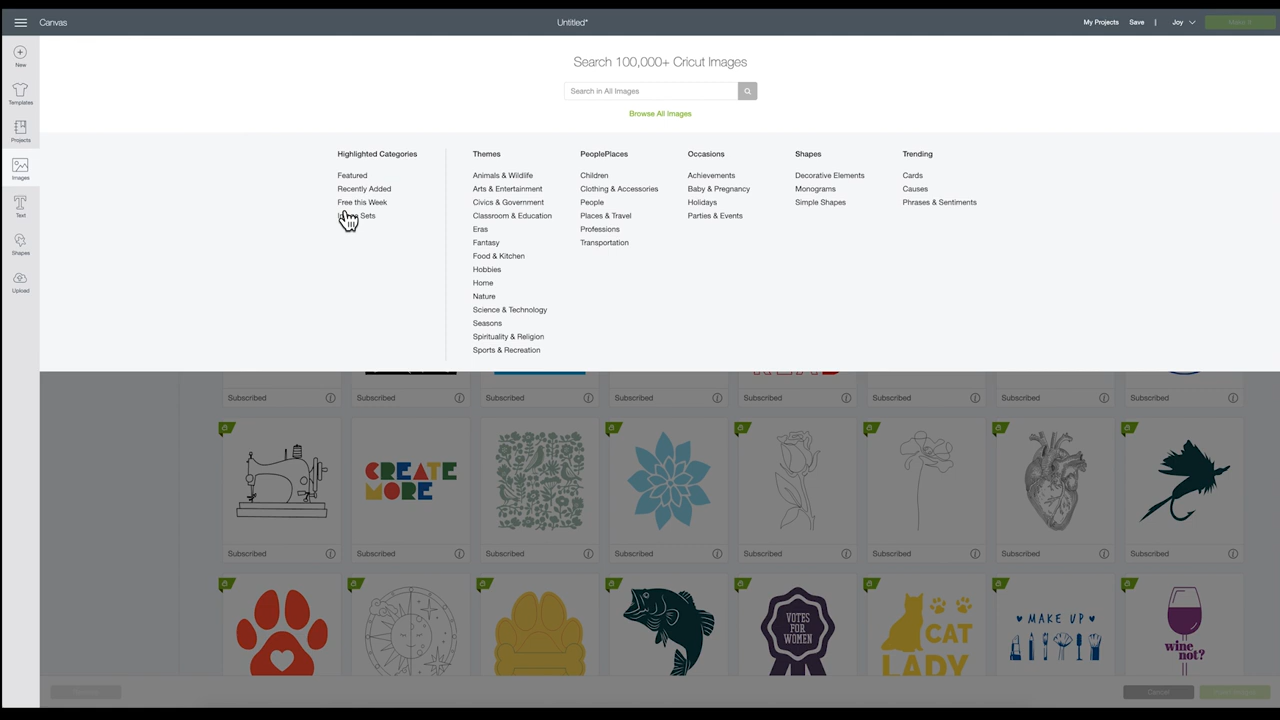 Canvas
Untitled*
My Projects Save | Joy
New
Templates
Projects
Images
Text
Shapes
Upload
Search 100,000+ Cricut Images
Search in All Images
Browse All Images
Highlighted Categories
Featured
Recently Added
Free this Week
Sets
Themes
Animals & Wildlife
Arts & Entertainment
Civics & Government
Classroom & Education
Eras
Fantasy
Food & Kitchen
Hobbies
Home
Nature
Science & Technology
Seasons
Spirituality & Religion
Sports & Recreation
PeoplePlaces
Children
Clothing & Accessories
People
Places & Travel
Professions
Transportation
Occasions
Achievements
Baby & Pregnancy
Holidays
Parties & Events
Shapes
Decorative Elements
Monograms
Simple Shapes
Trending
Cards
Causes
Phrases & Sentiments
Subscribed Subscribed Subscribed Subscribed Subscribed Subscribed Subscribed Subscribed
CREATE
MORE
Subscribed Subscribed Subscribed Subscribed Subscribed Subscribed Subscribed Subscribed
VOTES
FOR
WOMEN
CAT
LADY
MAKE UP
wine
not?
Cancel